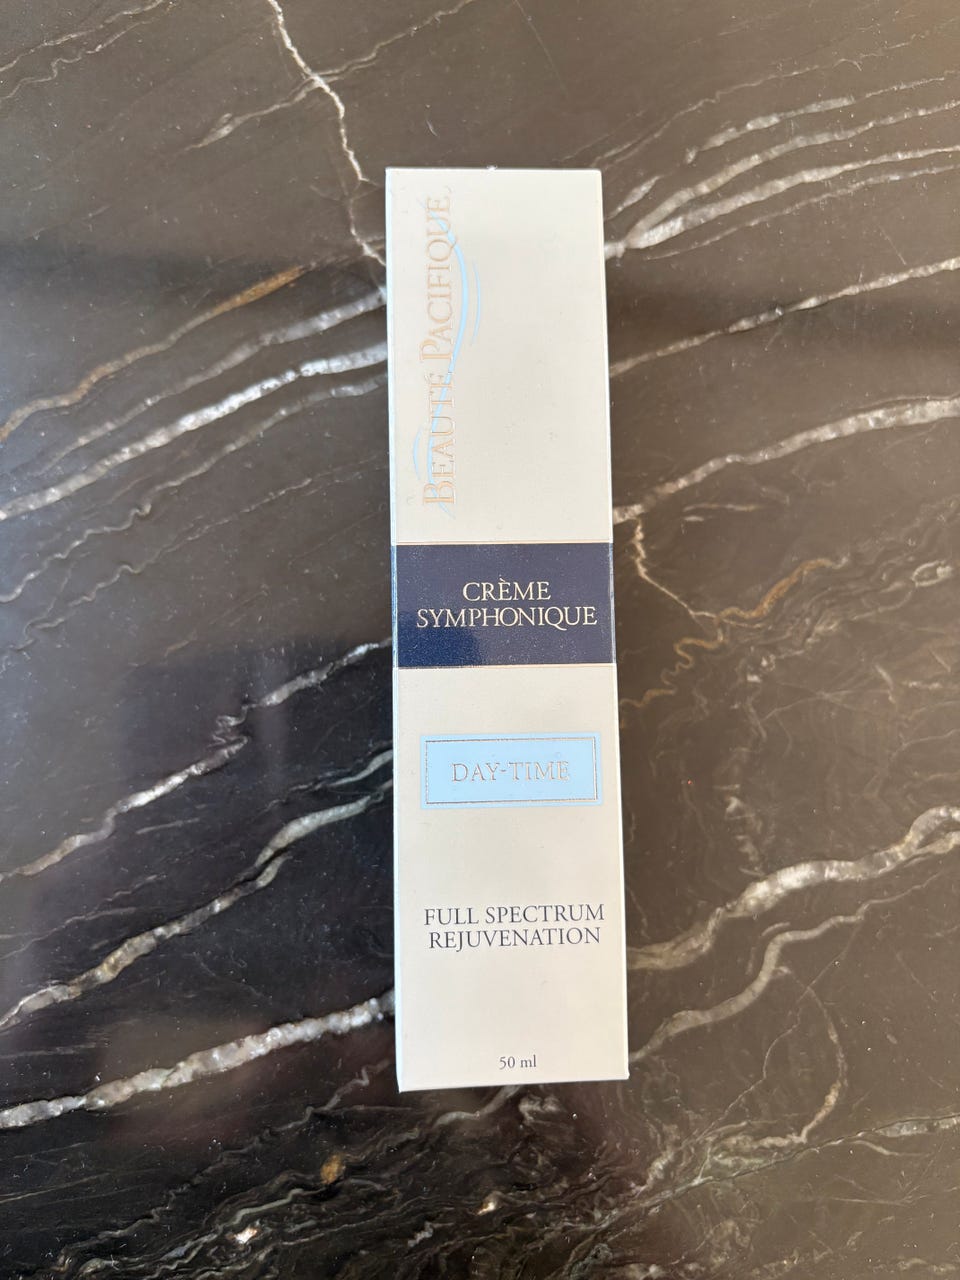 BEAUTÉ PACIFIQUE
CRÈME
SYMPHONIQUE
DAY-TIME
FULL SPECTRUM
REJUVENATION
50 ml